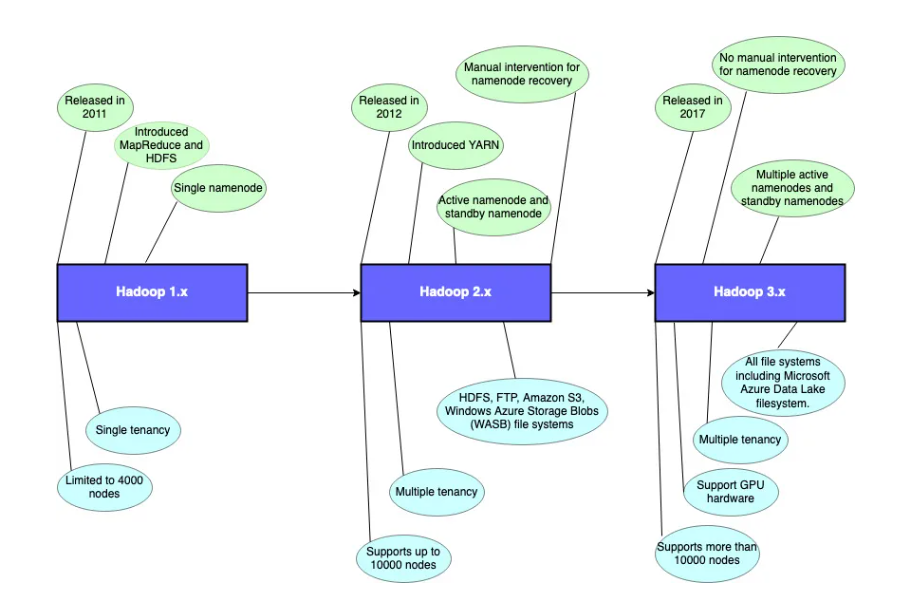 Released in
2011
Introduced
MapReduce and
HDFS
Single namenode
Hadoop 1.x
Single tenancy
Limited to 4000
nodes
Manual intervention for
namenode recovery
Released in
2012
Introduced YARN
Active namenode and
standby namenode
Hadoop 2.x
HDFS, FTP, Amazon S3,
Windows Azure Storage Blobs
(WASB) file systems
Multiple tenancy
Supports up to
10000 nodes
No manual intervention
for namenode recovery
Released in
2017
Multiple active
namenodes and
standby namenodes
Hadoop 3.x
All file systems
including Microsoft
Azure Data Lake
filesystem.
Multiple tenancy
Support GPU
hardware
Supports more than
10000 nodes